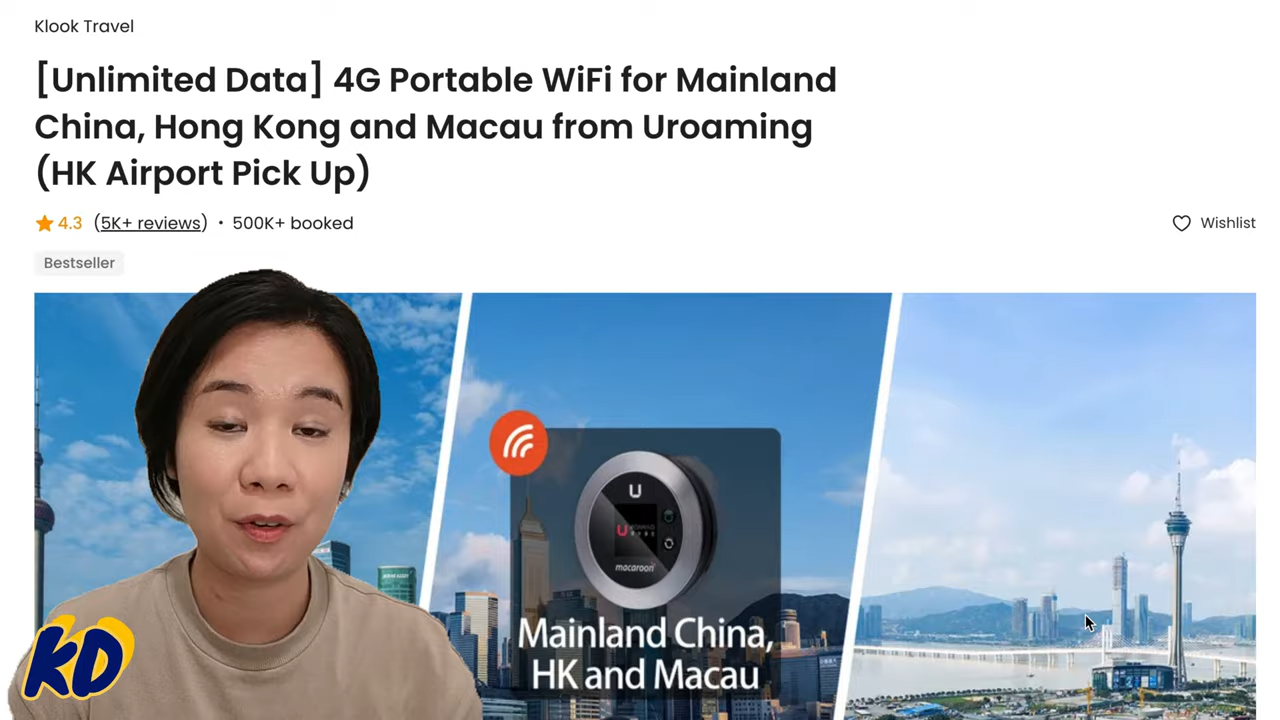 Klook Travel
[Unlimited Data] 4G Portable WiFi for Mainland
China, Hong Kong and Macau from Uroaming
(HK Airport Pick Up)
4.3 (5K+ reviews) • 500K+ booked
Wishlist
Bestseller
U
macaroon
Mainland China,
HK and Macau
KD